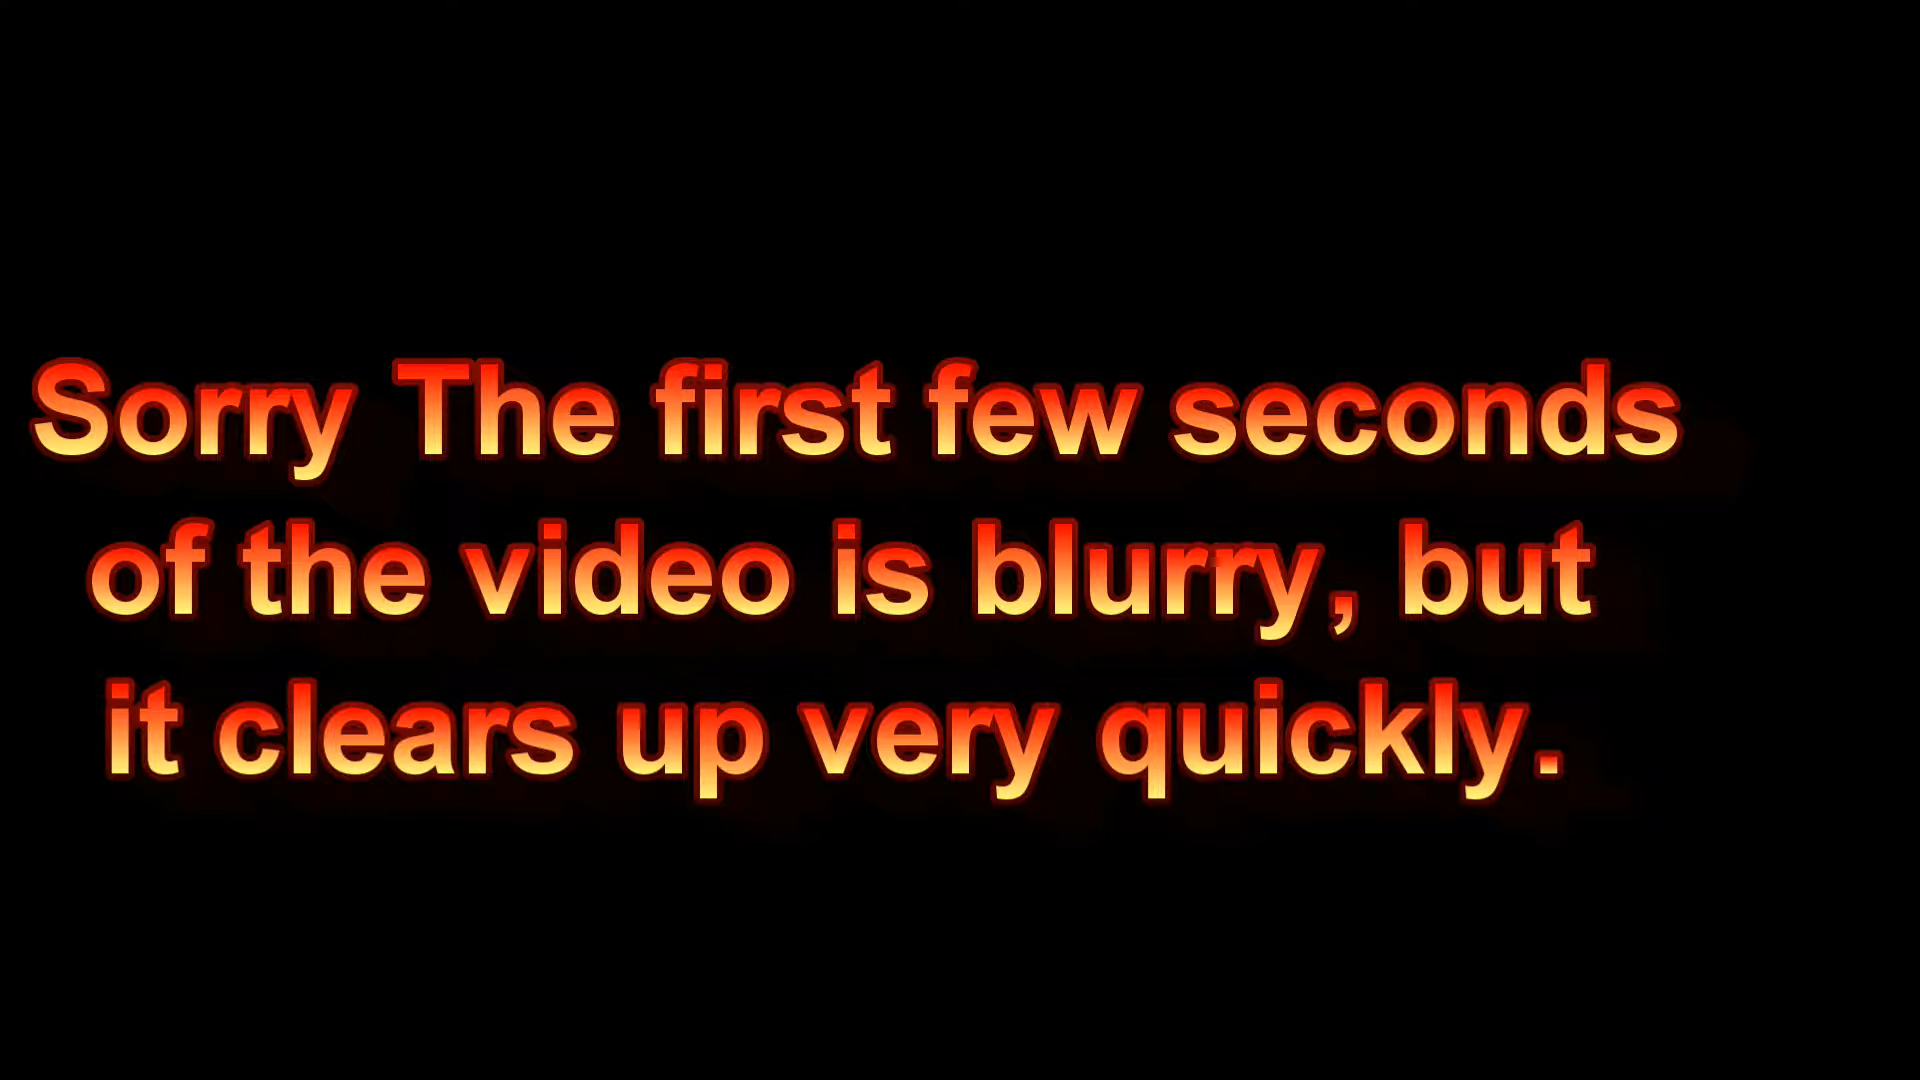 Sorry The first few seconds
of the video is blurry, but
it clears up very quickly.